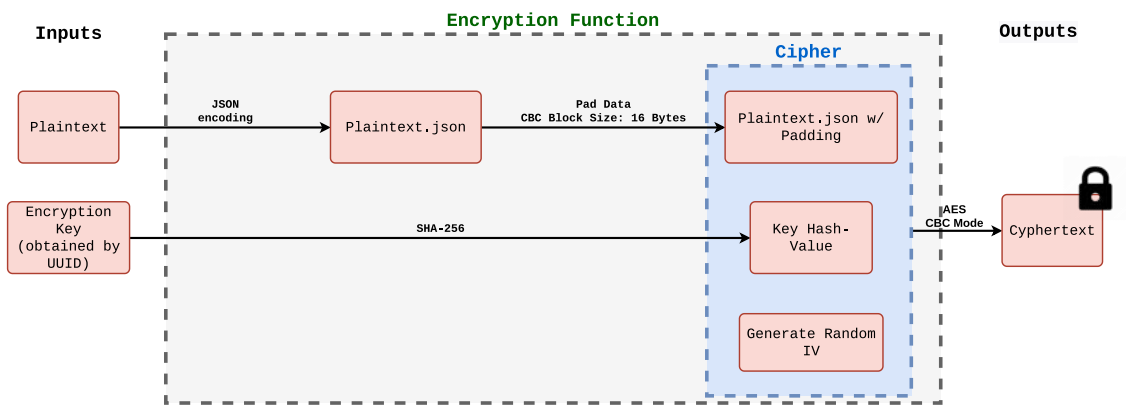 Encryption Function
Inputs
Outputs
Cipher
JSON
encoding
Pad Data
CBC Block Size: 16 Bytes
Plaintext
Plaintext.json
Plaintext.json w/
Padding
Encryption
Key
(obtained by
UUID)
SHA-256
Key Hash-
Value
AES
CBC Mode
Cyphertext
Generate Random
IV